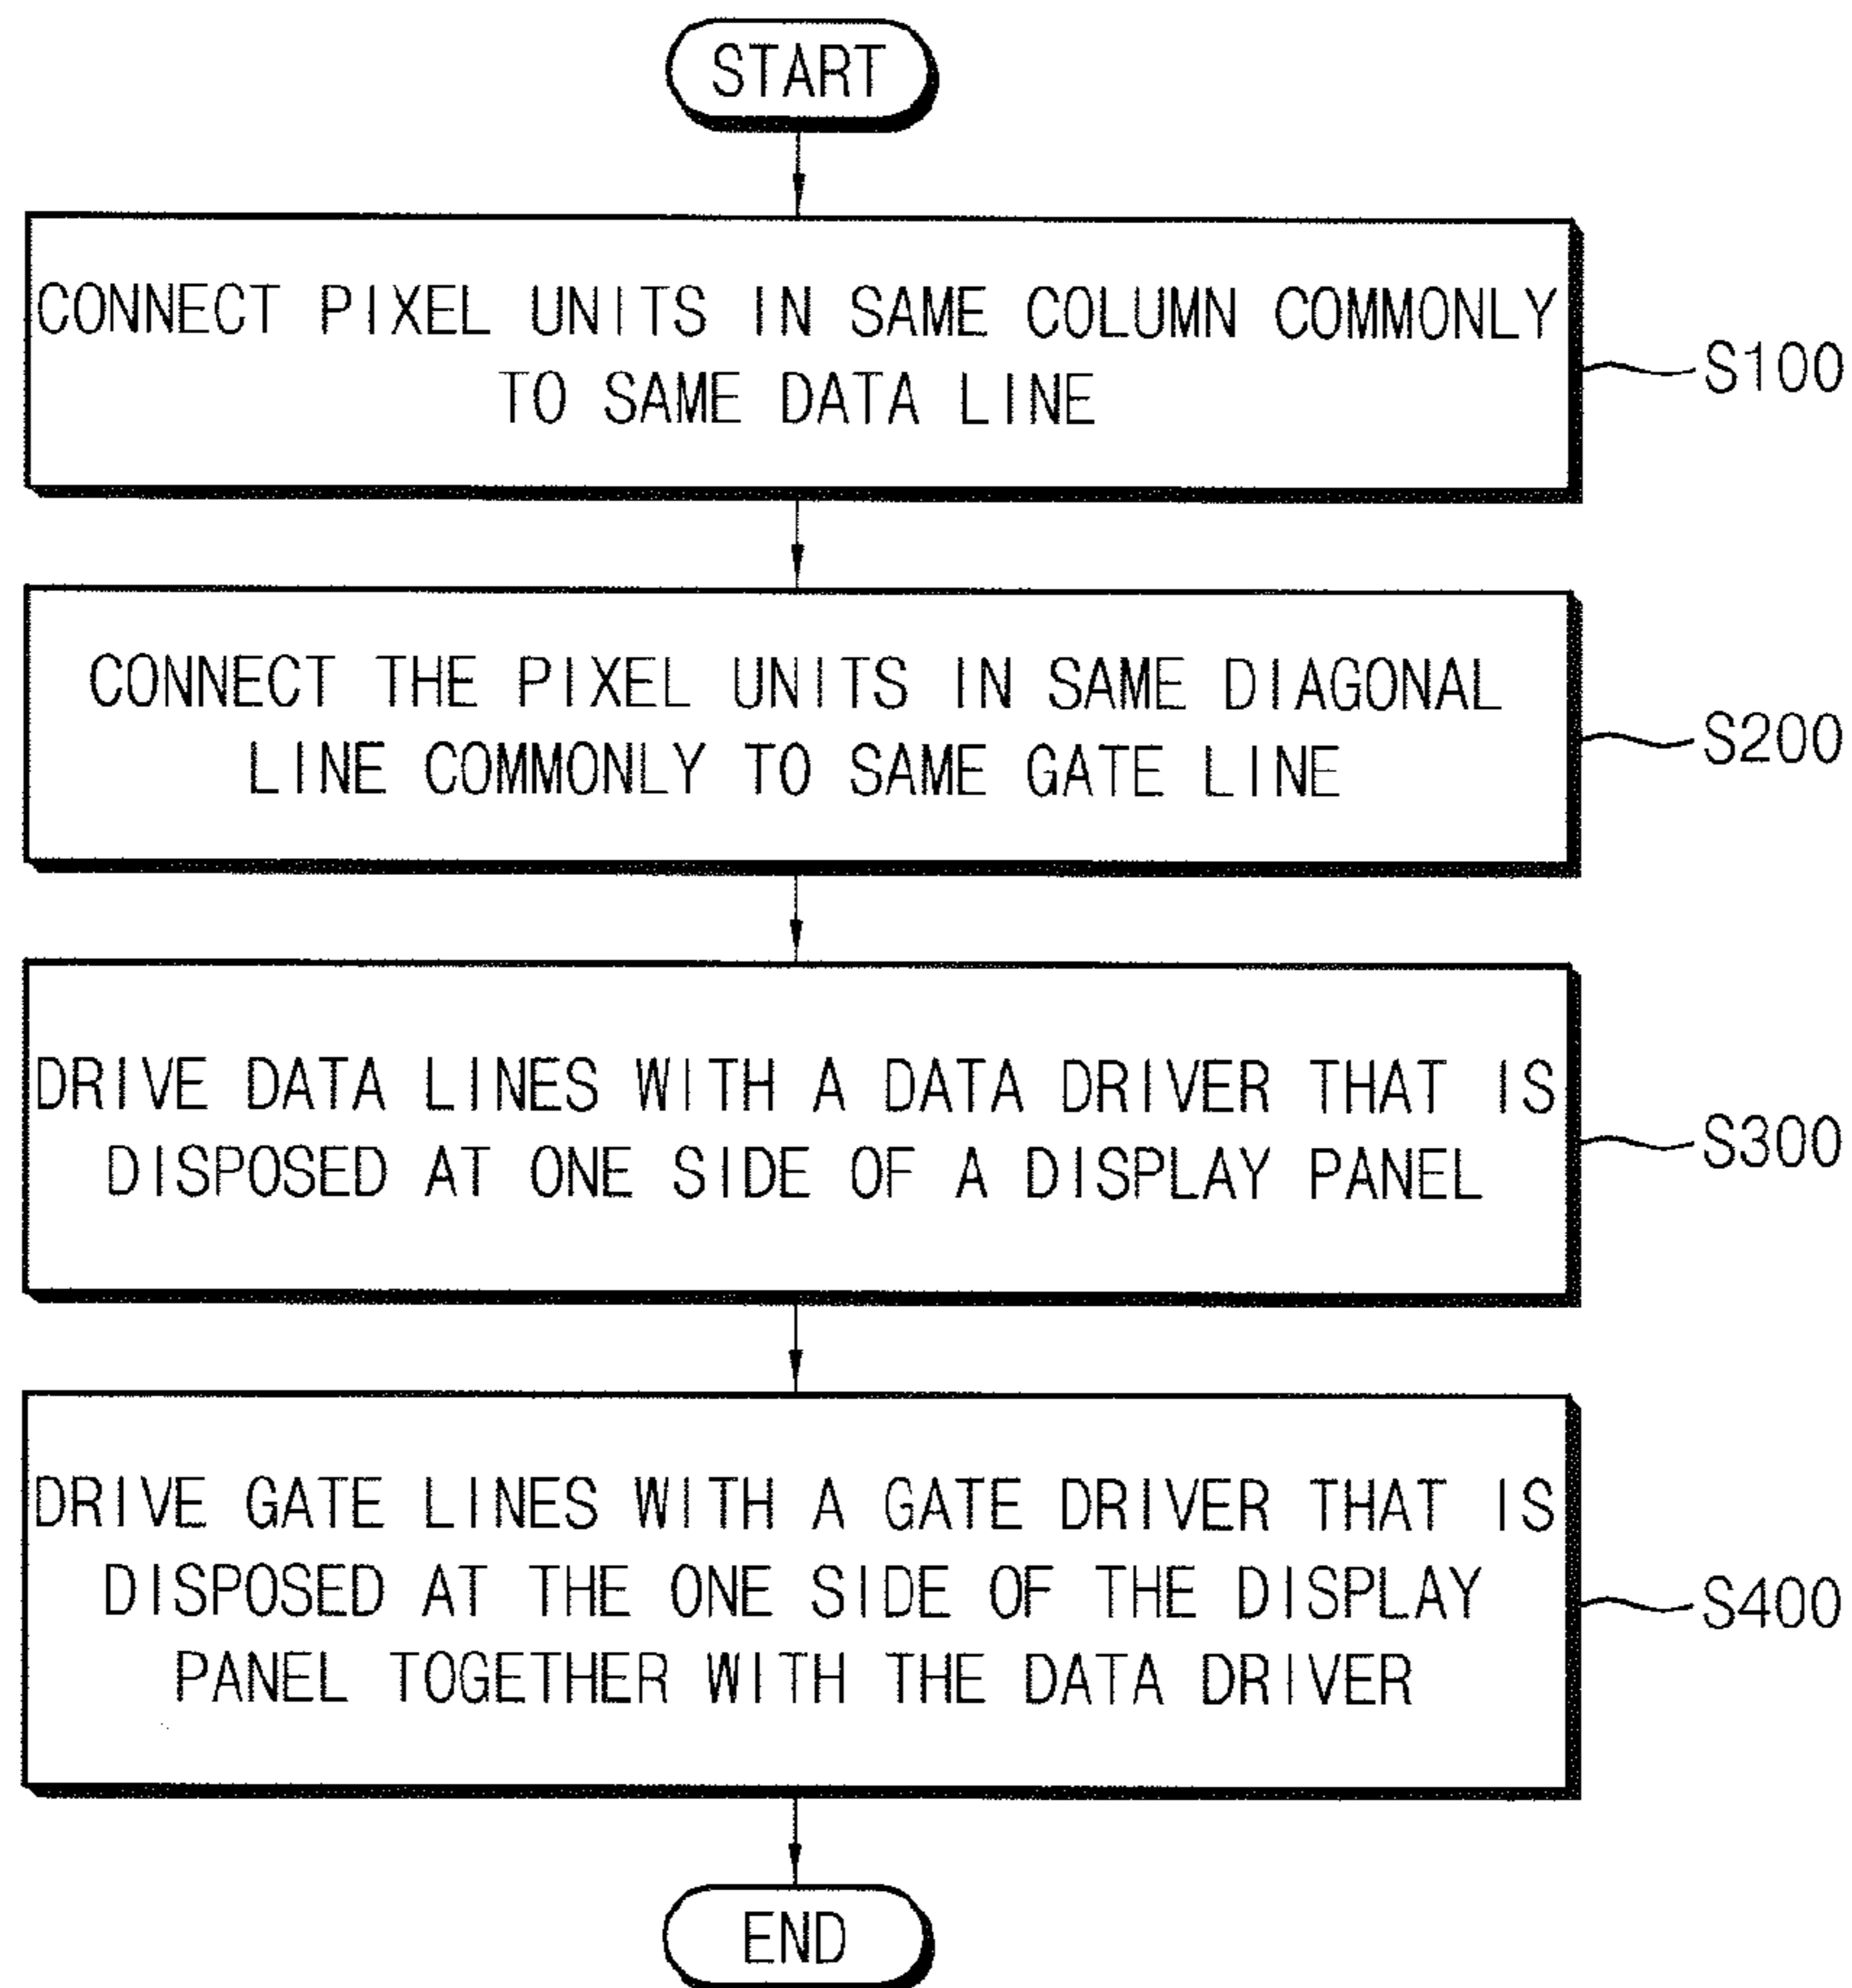 START
CONNECT PIXEL UNITS IN SAME COLUMN COMMONLY
TO SAME DATA LINE
S100
CONNECT THE PIXEL UNITS IN SAME DIAGONAL
LINE COMMONLY TO SAME GATE LINE
S200
DRIVE DATA LINES WITH A DATA DRIVER THAT IS
DISPOSED AT ONE SIDE OF A DISPLAY PANEL
S300
DRIVE GATE LINES WITH A GATE DRIVER THAT IS
DISPOSED AT THE ONE SIDE OF THE DISPLAY
PANEL TOGETHER WITH THE DATA DRIVER
S400
END